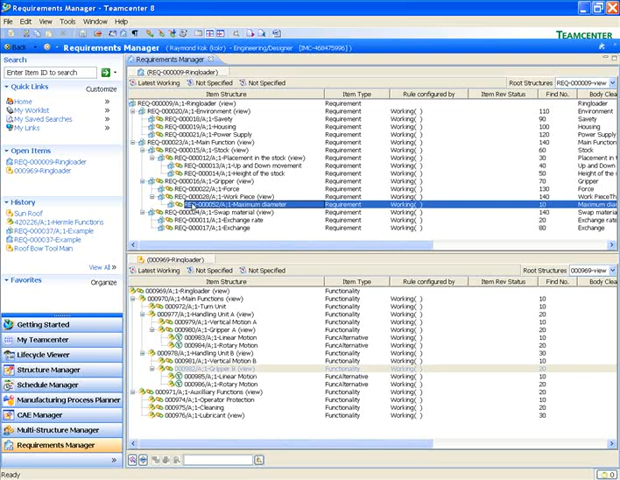 Requirements Manager - Teamcenter 8
File Edit View Tools Window Help
TEAMCENTER
Back
Requirements Manager ( Raymond Kok (kokr) - Engineering/Designer )
Search
Enter Item ID to search
Quick Links Customize
Home
My Worklist
My Saved Searches
My Links
Open Items
REQ-000009-Ringloader
000969-Ringloader
History
Sun Roof
420226/A;1-Hermle Functions
REQ-000017/A;1-Example
REQ-000037/A;1-Example
Roof Bow Tool Man
View All
Favorites Organize
Getting Started
My Teamcenter
Lifecycle Viewer
Structure Manager
Schedule Manager
Manufacturing Process Planner
CAE Manager
Multi-Structure Manager
Requirements Manager
Ready
Requirements Manager
(REQ-000009-Ringloader)
Latest Working Not Specified Not Specified Root Structures REQ-000009-view
Item Structure Item Type Rule configured by Item Rev Status Find No. Body Clea
REQ-000009/A;1-Ringloader (view) Requirement Ringloader
REQ-000020/A;1-Environment (view) Requirement Working( ) 110 Environment
REQ-000018/A;1-Savety Requirement Working( ) 90 Savety
REQ-000019/A;1-Housing Requirement Working( ) 100 Housing
REQ-000021/A;1-Power Supply Requirement Working( ) 120 Power Supply
REQ-000023/A;1-Main Function (view) Requirement Working( ) 140 Main Function
REQ-000015/A;1-Stock (view) Requirement Working( ) 60 Stock
REQ-000012/A;1-Placement in the stock (view) Requirement Working( ) 30 Placement in t
REQ-000013/A;1-Up and Down movement Requirement Working( ) 40 Up and Down
REQ-000014/A;1-Height of the stock Requirement Working( ) 50 Height of the
REQ-000016/A;1-Gripper (view) Requirement Working( ) 70 Gripper
REQ-000022/A;1-Force Requirement Working( ) 130 Force
REQ-000028/A;1-Work Piece (view) Requirement Working( ) 140 Work Piece
REQ-000052/A;1-Maximum diameter Requirement Working( ) 10 Maximum diam
REQ-000024/A;1-Swap material (view) Requirement Working( ) 140 Swap material
Exchange rate Requirement Working( ) 20 Exchange rate
REQ-000017/A;1-Exchange Requirement Working( ) 80 Exchange
(000969-Ringloader)
Latest Working Not Specified Not Specified Root Structures 000969-view
Item Structure Item Type Rule configured by Item Rev Status Find No.
000969/A;1-Ringloader (view) Functionality
000970/A;1-Main Functions (view) Functionality Working( ) 10
000972/A;1-Turn Unit Functionality Working( ) 10
000977/A;1-Handling Unit A (view) Functionality Working( ) 20
000979/A;1-Vertical Motion A Functionality Working( ) 10
000980/A;1-Gripper A (view) Functionality Working( ) 20
000983/A;1-Linear Motion FuncAlternative Working( ) 10
000984/A;1-Rotary Motion FuncAlternative Working( ) 20
000978/A;1-Handling Unit B (view) Functionality Working( ) 30
000981/A;1-Vertical Motion B Functionality Working( ) 10
000982/A;1-Gripper B (view) Functionality Working( ) 20
000985/A;1-Linear Motion FuncAlternative Working( ) 10
000986/A;1-Rotary Motion FuncAlternative Working( ) 20
000971/A;1-Auxiliary Functions (view) Functionality Working( ) 20
000974/A;1-Operator Protection Functionality Working( ) 10
000975/A;1-Cleaning Functionality Working( ) 20
000976/A;1-Lubricant (view) Functionality Working( ) 30